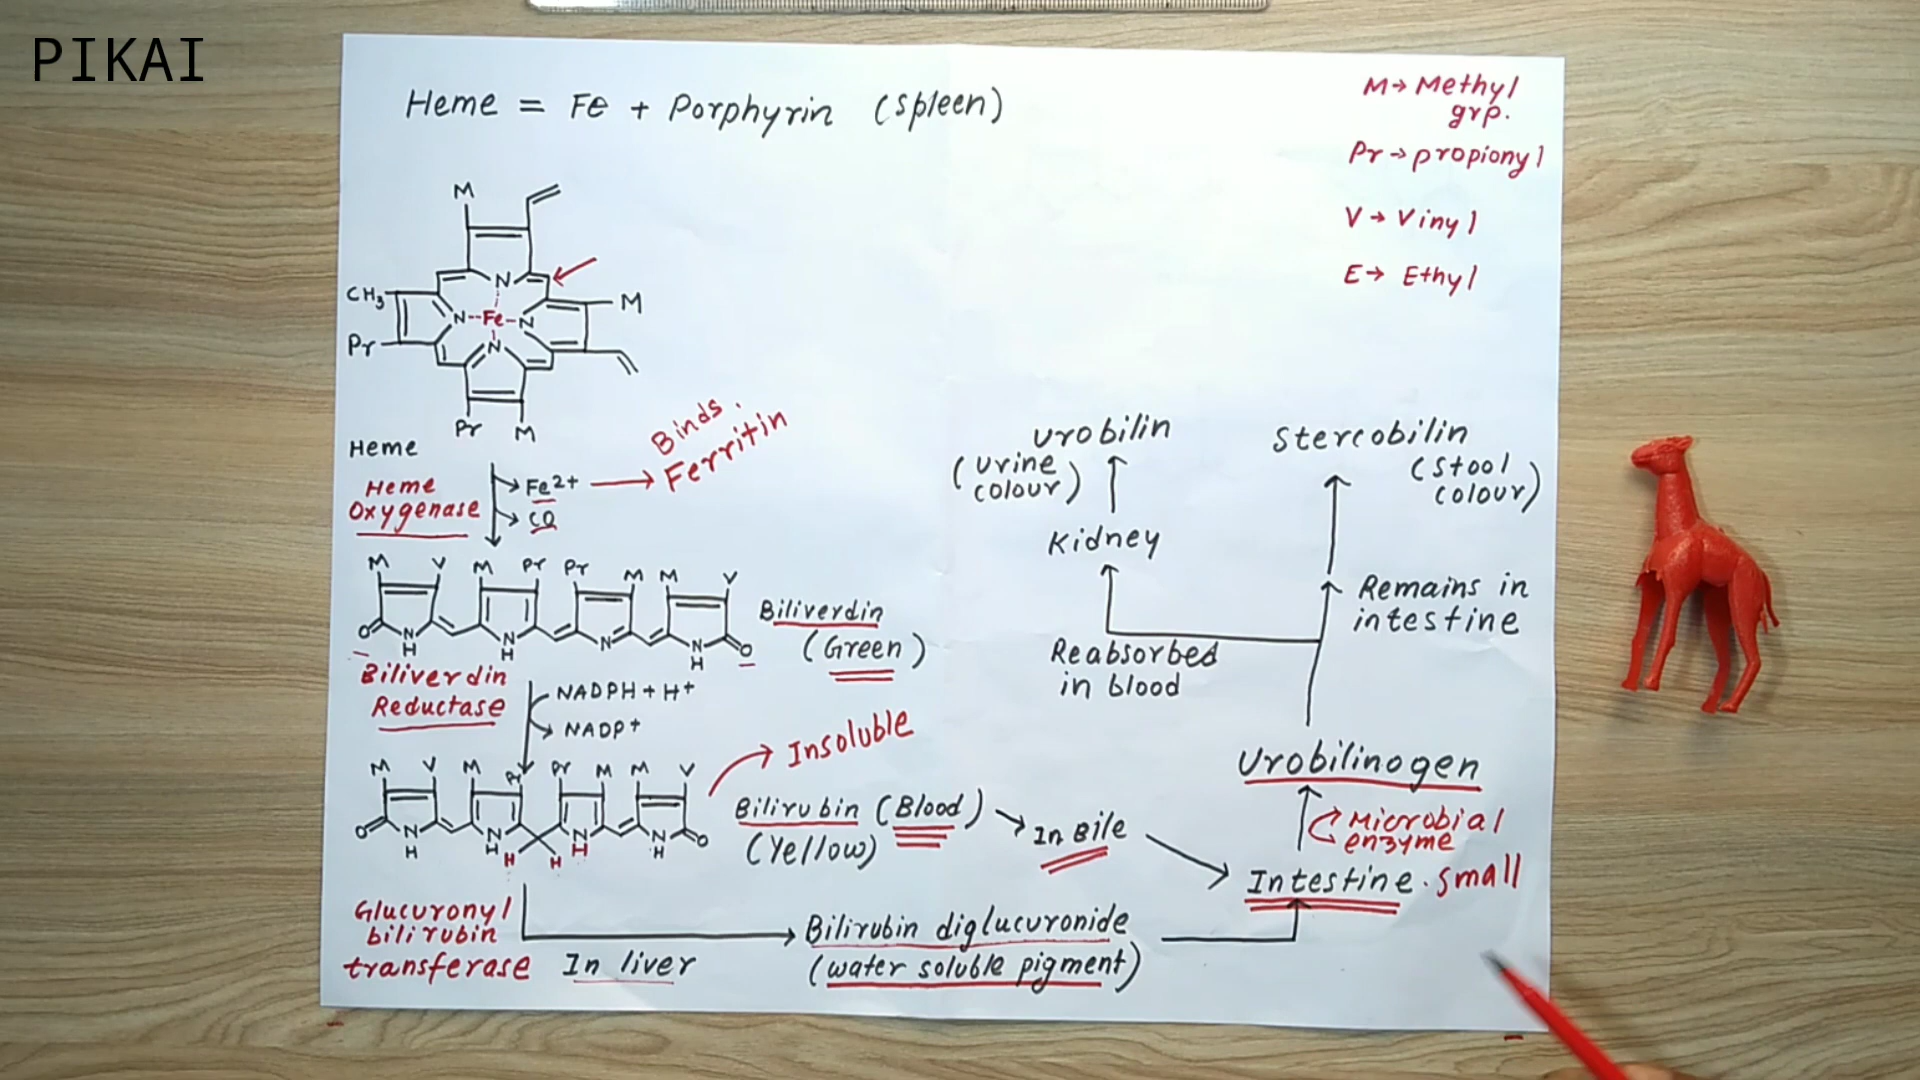 PIKAI
Heme = Fe + Porphyrin (spleen)
M→ Methyl
grp.
Pr→ propionyl
V → Vinyl
E→ Ethyl
M
CH3
N
M
N--Fe-N
Pr
N
Pr
M
Heme
Heme
Oxygenase
Fe2+
CO
Binds.
Ferritin
M V M Pr Pr M M V
O N H N H N N H O
Biliverdin
(Green)
Biliverdin
Reductase
NADPH + H+
NADP+
M V M Pr Pr M M V
O N H N H H H N H N H O
Insoluble
Bilirubin (Blood)
(Yellow)
In Bile
Glucuronyl
bilirubin
transferase
In liver
Bilirubin diglucuronide
(water soluble pigment)
Intestine. small
Microbial
enzyme
Urobilinogen
Reabsorbed
in blood
Remains in
intestine
Kidney
Urobilin
(Urine
colour)
Stercobilin
(Stool
colour)